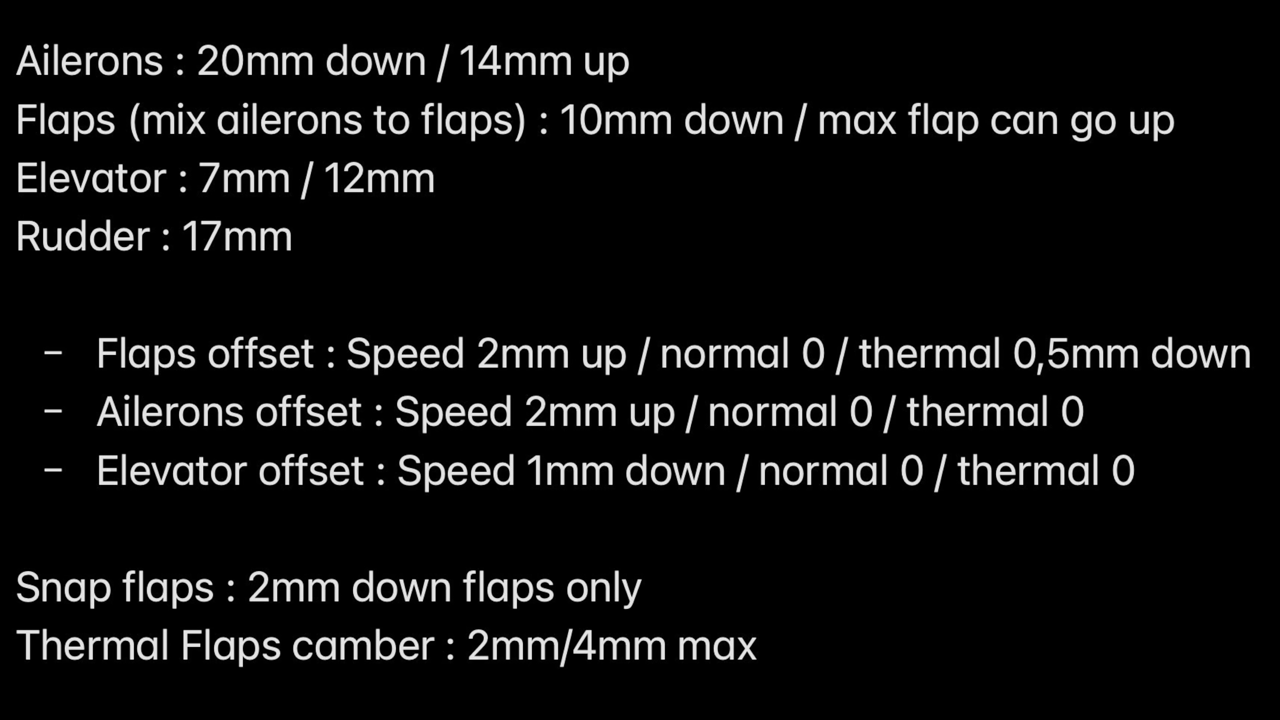 Ailerons : 20mm down / 14mm up
Flaps (mix ailerons to flaps) : 10mm down / max flap can go up
Elevator : 7mm / 12mm
Rudder : 17mm
– Flaps offset : Speed 2mm up / normal 0 / thermal 0,5mm down
– Ailerons offset : Speed 2mm up / normal 0 / thermal 0
– Elevator offset : Speed 1mm down / normal 0 / thermal 0
Snap flaps : 2mm down flaps only
Thermal Flaps camber : 2mm/4mm max